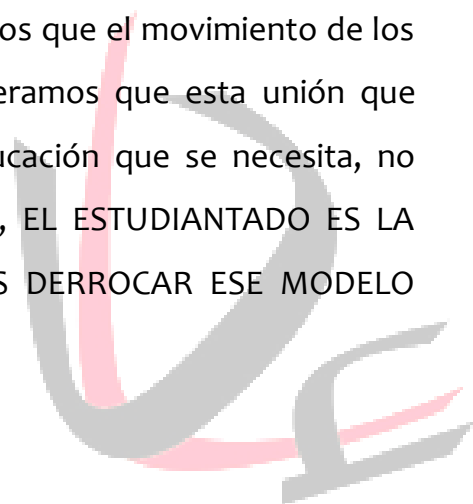 os que el movimiento de los
eramos que esta unión que
ucación que se necesita, no
, EL ESTUDIANTADO ES LA
S DERROCAR ESE MODELO